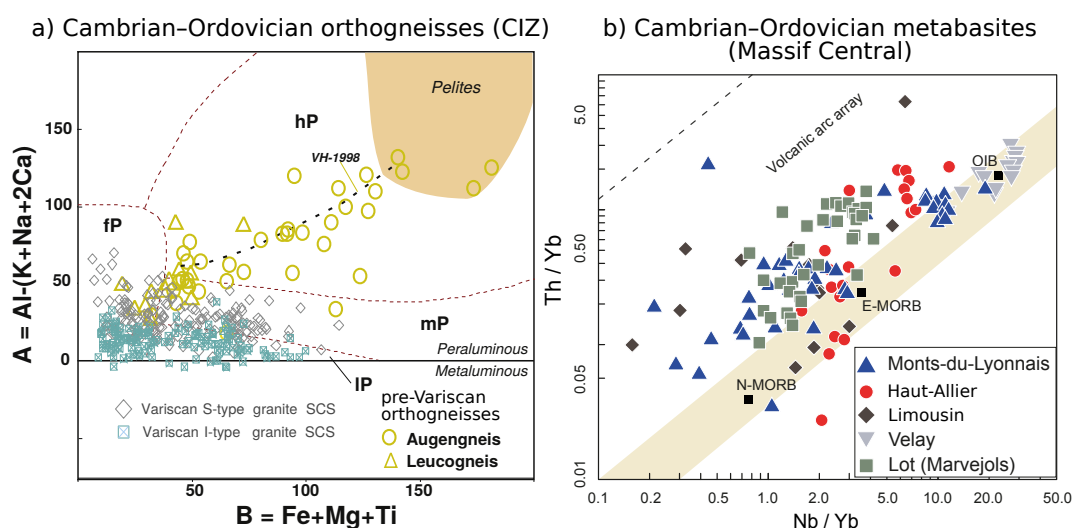 a) Cambrian–Ordovician orthogneisses (CIZ)
A = Al-(K+Na+2Ca)
150
100
50
0
Pelites
hP
VH-1998
fP
mP
Peraluminous
Metaluminous
lP
Variscan S-type granite SCS
Variscan I-type granite SCS
pre-Variscan
orthogneisses
Augengneis
Leucogneis
50
100
150
B = Fe+Mg+Ti
b) Cambrian–Ordovician metabasites
(Massif Central)
Th / Yb
5.0
0.50
0.05
0.01
Volcanic arc array
OIB
E-MORB
N-MORB
Monts-du-Lyonnais
Haut-Allier
Limousin
Velay
Lot (Marvejols)
0.1
0.2
0.5
1.0
2.0
5.0
10.0
20.0
50.0
Nb / Yb